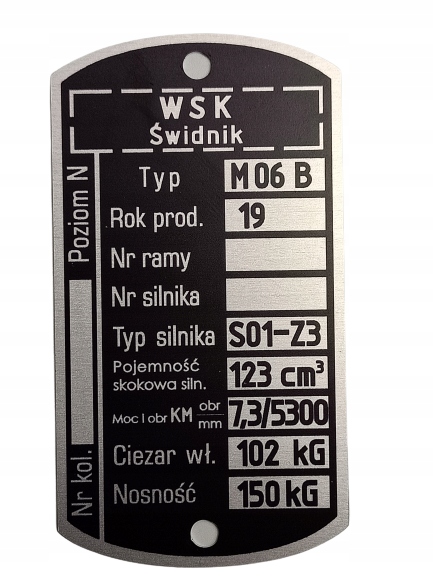 WSK
Świdnik
Typ M06 B
Rok prod. 19
Nr ramy
Nr silnika
Typ silnika S01-Z3
Pojemność
skokowa siln. 123 cm³
Moc I obr KM obr/mm 7,3/5300
Ciezar wł. 102 kG
Nosność 150 kG
Poziom N
Nr kol.